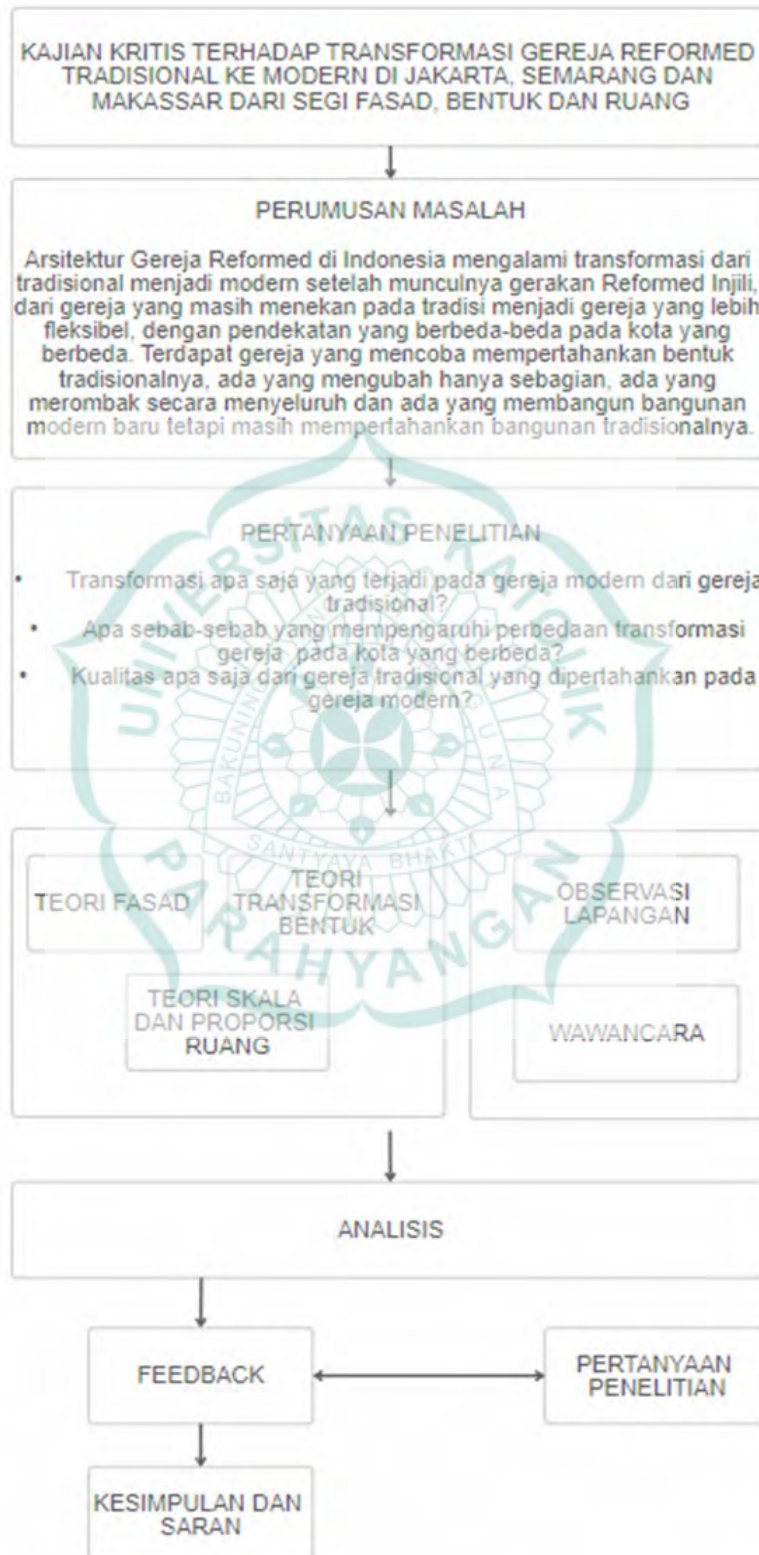 KAJIAN KRITIS TERHADAP TRANSFORMASI GEREJA REFORMED
TRADISIONAL KE MODERN DI JAKARTA, SEMARANG DAN
MAKASSAR DARI SEGI FASAD, BENTUK DAN RUANG
PERUMUSAN MASALAH
Arsitektur Gereja Reformed di Indonesia mengalami transformasi dari
tradisional menjadi modern setelah munculnya gerakan Reformed Injili,
dari gereja yang masih menekan pada tradisi menjadi gereja yang lebih
fleksibel, dengan pendekatan yang berbeda-beda pada kota yang
berbeda. Terdapat gereja yang mencoba mempertahankan bentuk
tradisionalnya, ada yang mengubah hanya sebagian, ada yang
merombak secara menyeluruh dan ada yang membangun bangunan
modern baru tetapi masih mempertahankan bangunan tradisionalnya.
PERTANYAAN PENELITIAN
• Transformasi apa saja yang terjadi pada gereja modern dari gereja
tradisional?
• Apa sebab-sebab yang mempengaruhi perbedaan transformasi
gereja pada kota yang berbeda?
• Kualitas apa saja dari gereja tradisional yang dipertahankan pada
gereja modern?
UNIVERSITAS KATOLIK
PARAHYANGAN
SANTYAYA BHAKTI
TEORI FASAD
TEORI
TRANSFORMASI
BENTUK
TEORI SKALA
DAN PROPORSI
RUANG
OBSERVASI
LAPANGAN
WAWANCARA
ANALISIS
FEEDBACK
PERTANYAAN
PENELITIAN
KESIMPULAN DAN
SARAN